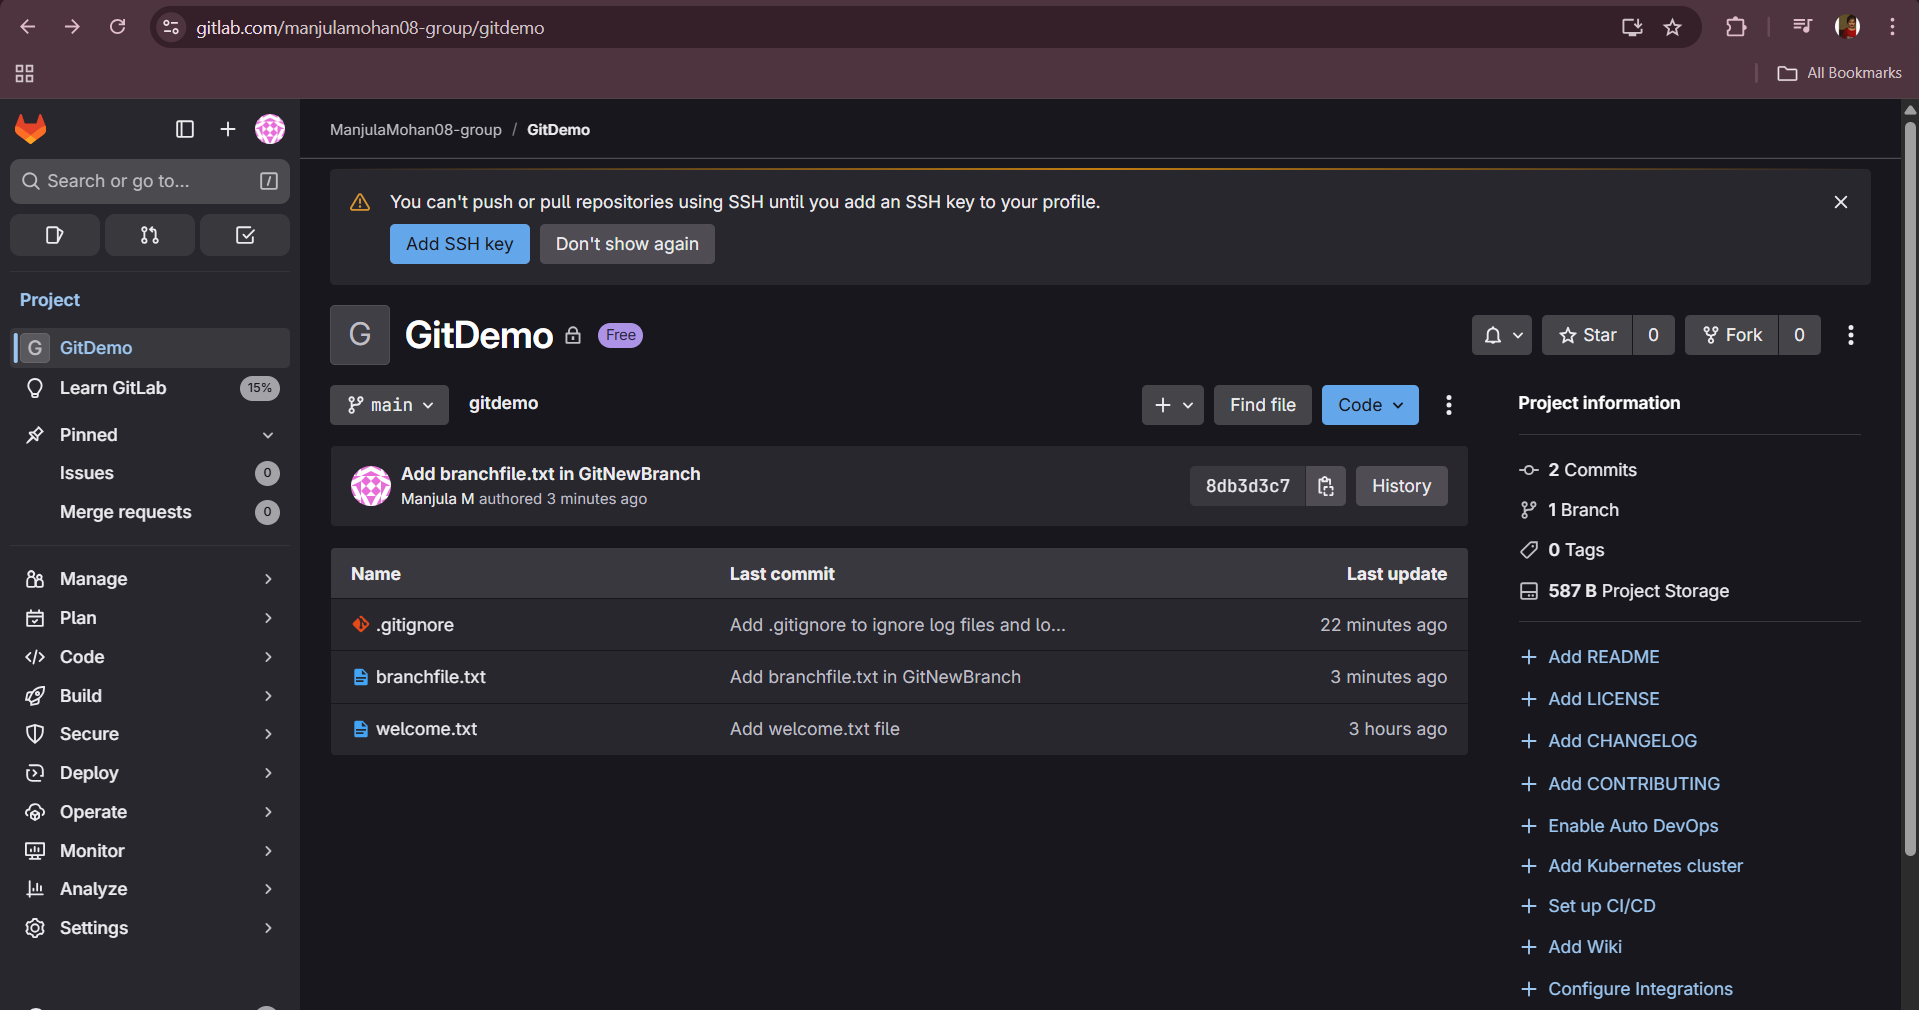 gitlab.com/manjulamohan08-group/gitdemo
All Bookmarks
ManjulaMohan08-group / GitDemo
Search or go to... /
You can't push or pull repositories using SSH until you add an SSH key to your profile.
Add SSH key Don't show again
Project
G GitDemo
Learn GitLab 15%
Pinned
Issues 0
Merge requests 0
Manage
Plan
Code
Build
Secure
Deploy
Operate
Monitor
Analyze
Settings
G GitDemo Free
Star 0 Fork 0
main gitdemo
Find file Code
Add branchfile.txt in GitNewBranch
Manjula M authored 3 minutes ago
8db3d3c7 History
Name Last commit Last update
.gitignore Add .gitignore to ignore log files and lo... 22 minutes ago
branchfile.txt Add branchfile.txt in GitNewBranch 3 minutes ago
welcome.txt Add welcome.txt file 3 hours ago
Project information
2 Commits
1 Branch
0 Tags
587 B Project Storage
Add README
Add LICENSE
Add CHANGELOG
Add CONTRIBUTING
Enable Auto DevOps
Add Kubernetes cluster
Set up CI/CD
Add Wiki
Configure Integrations